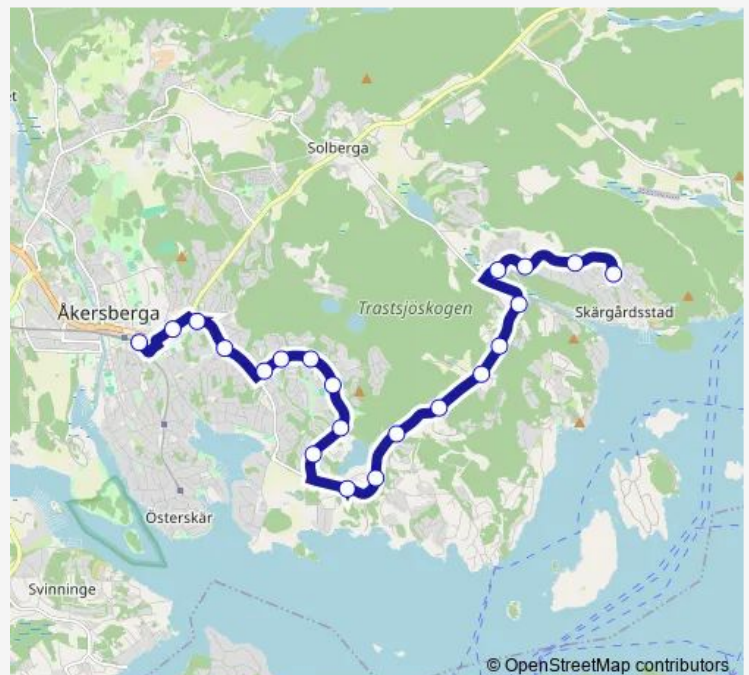 Solberga
Åkersberga
Trastsjöskogen
Skärgårdsstad
Österskär
Svinninge
© OpenStreetMap contributors